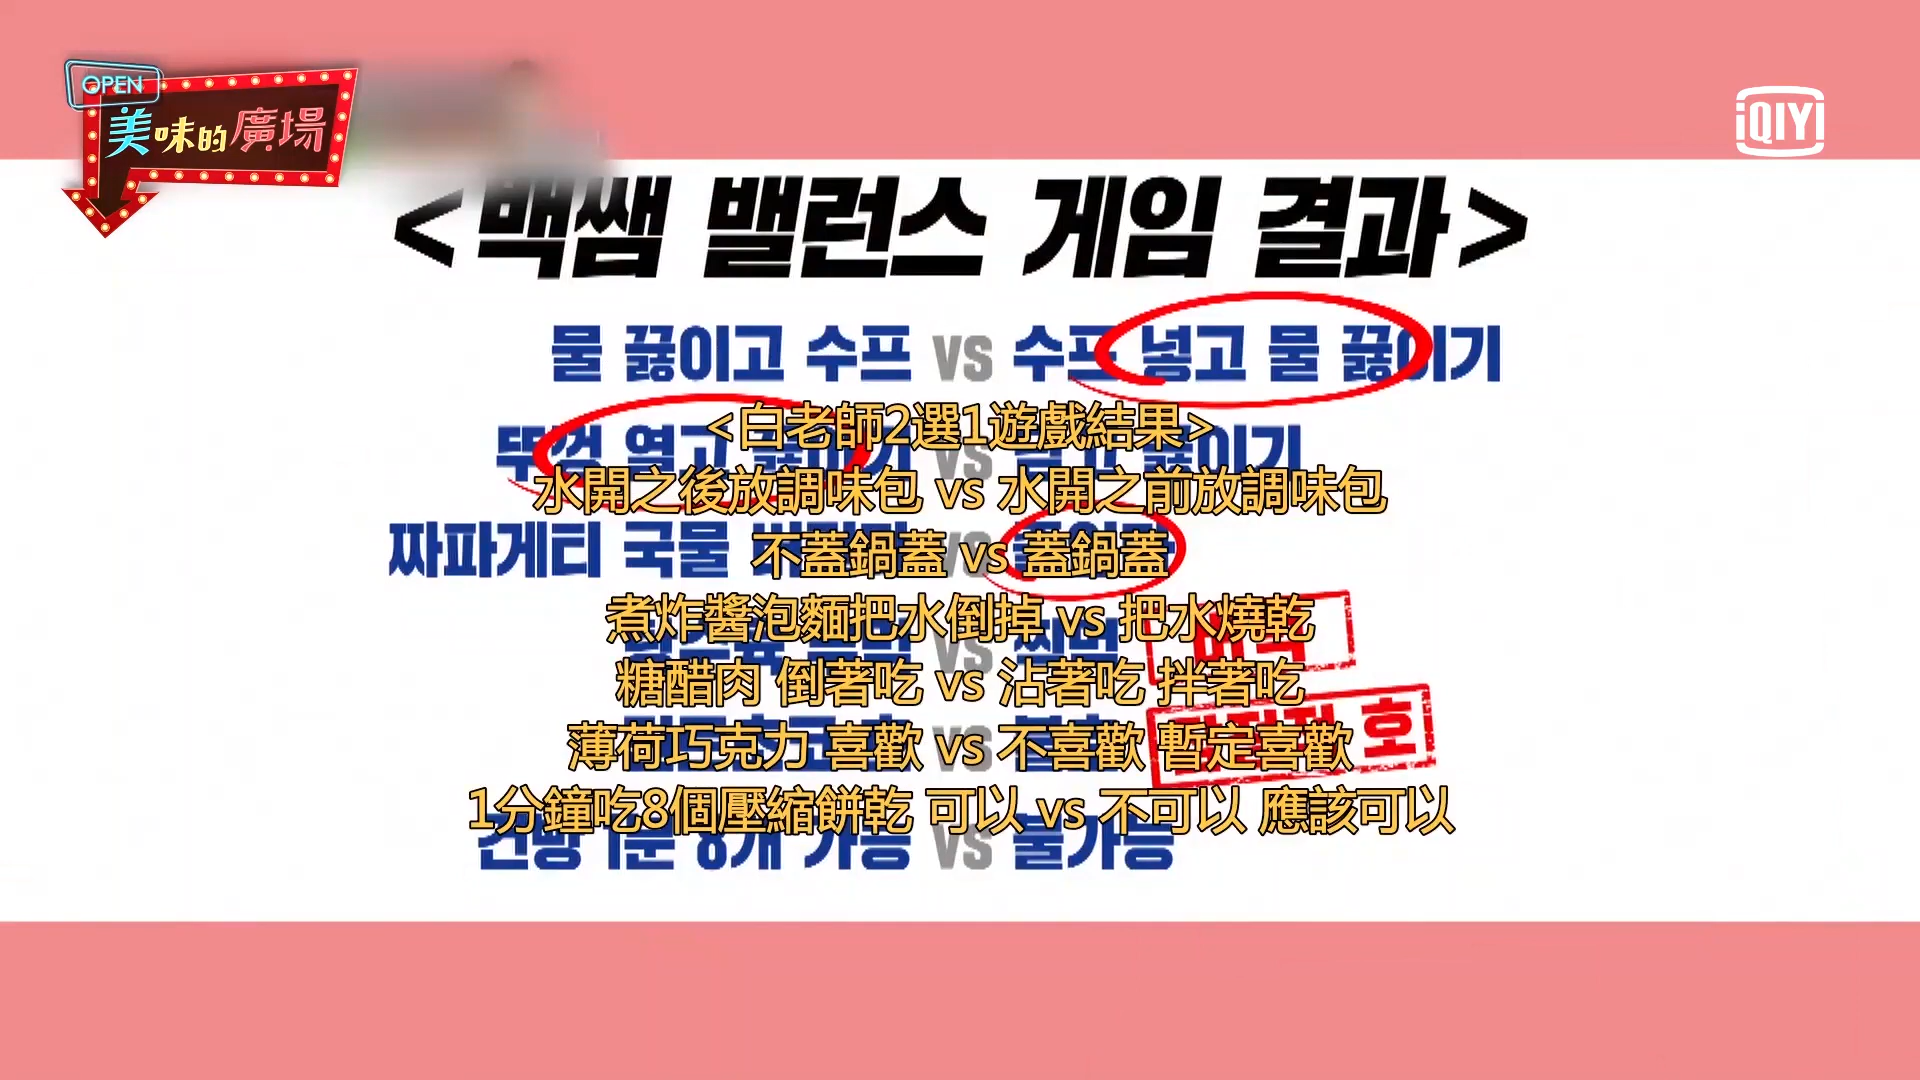 OPEN
美味的廣場
iQIYI
<백쌤 밸런스 게임 결과>
물 끓이고 수프 vs 수프 넣고 물 끓이기
<白老師2選1遊戲結果>
水開之後放調味包 vs 水開之前放調味包
짜파게티 국물
不蓋鍋蓋 vs 蓋鍋蓋
煮炸醬泡麵把水倒掉 vs 把水燒乾
糖醋肉 倒著吃 vs 沾著吃 拌著吃
호
薄荷巧克力 喜歡 vs 不喜歡 暫定喜歡
1分鐘吃8個壓縮餅乾 可以 vs 不可以 應該可以
건빵 1분 8개 가능 vs 불가능